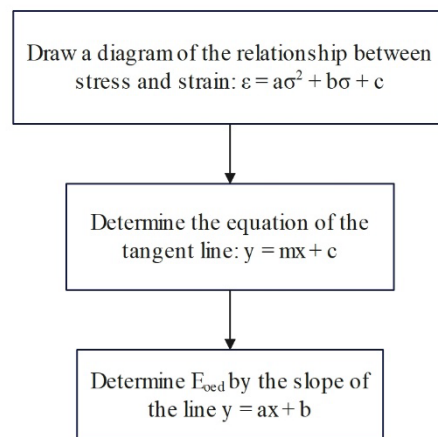 Draw a diagram of the relationship between
stress and strain: ε = aσ² + bσ + c
Determine the equation of the
tangent line: y = mx + c
Determine E_oed by the slope of
the line y = ax + b